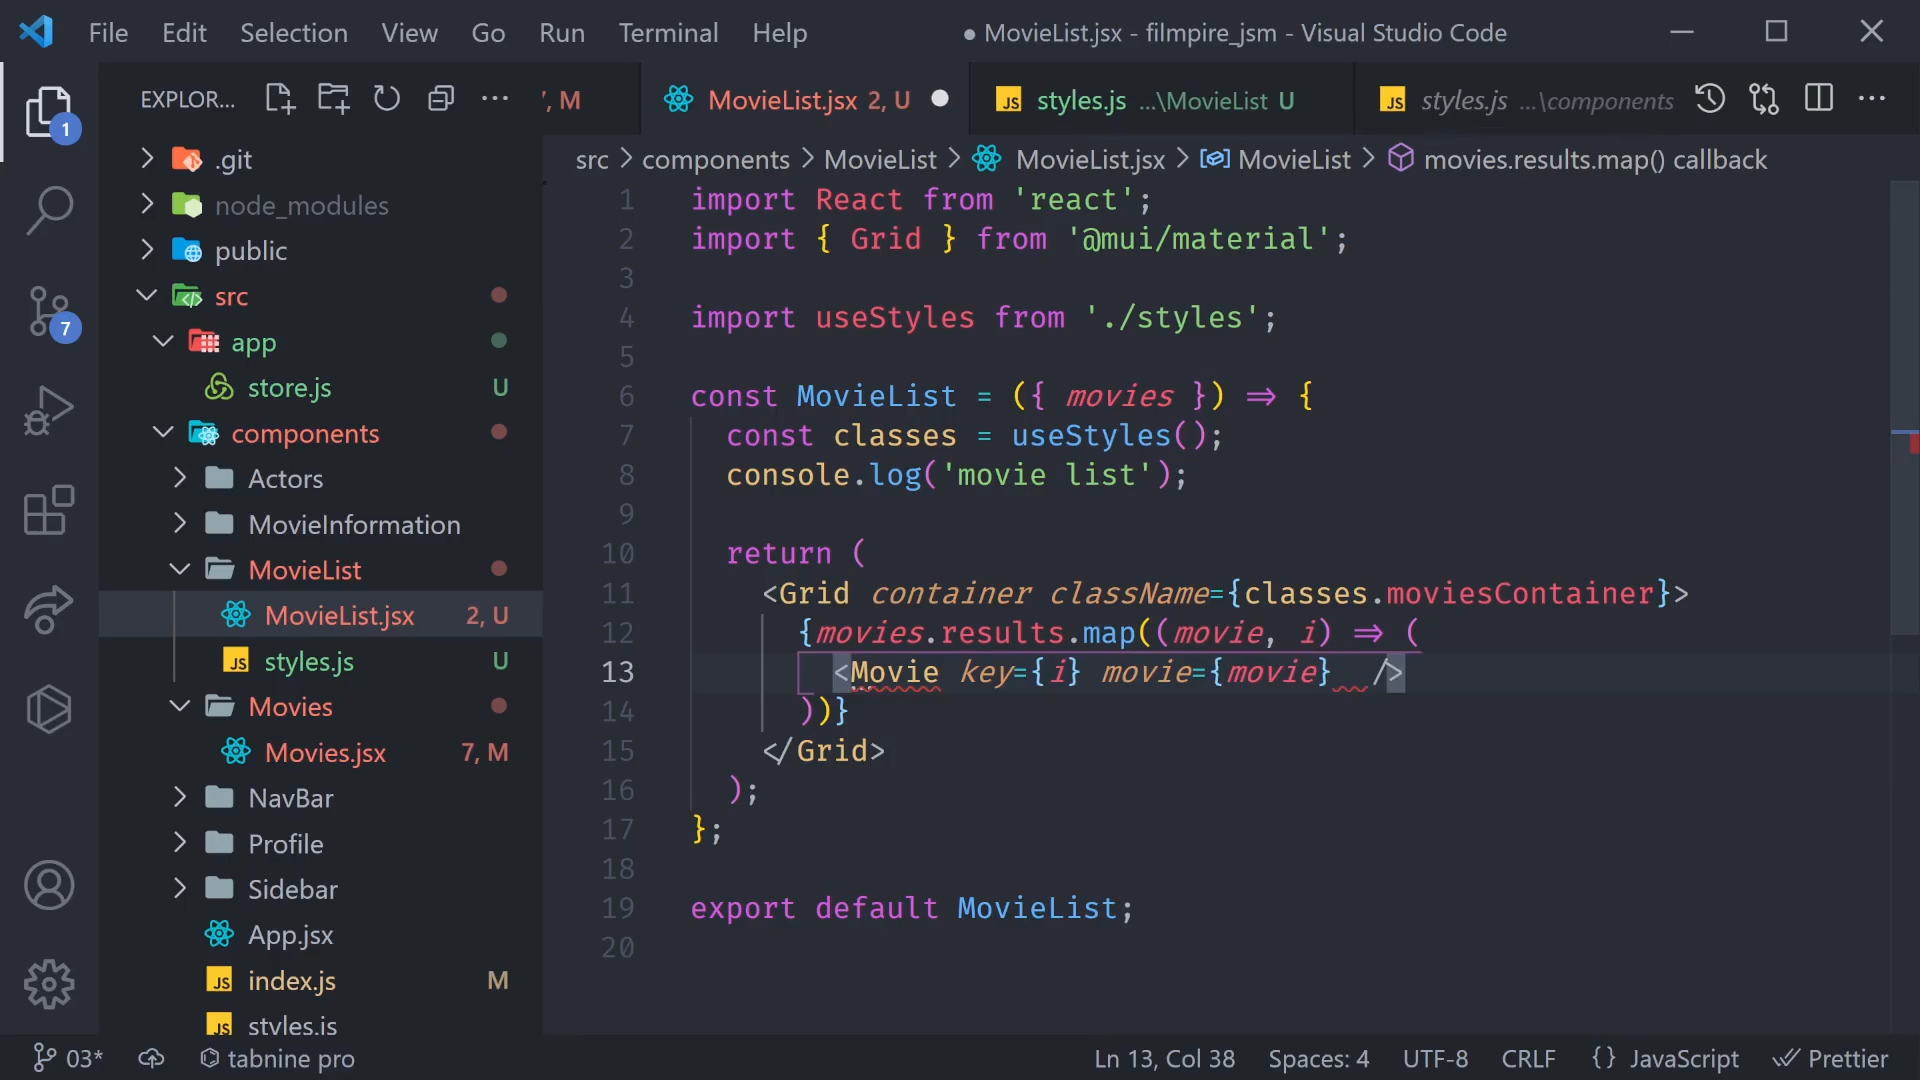 File Edit Selection View Go Run Terminal Help
● MovieList.jsx - filmpire_jsm - Visual Studio Code
EXPLOR...
, M
MovieList.jsx 2, U
JS styles.js ...\MovieList U
JS styles.js ...\components
src > components > MovieList > MovieList.jsx > MovieList > movies.results.map() callback
1
7
.git
node_modules
public
src
app
store.js U
components
Actors
MovieInformation
MovieList
MovieList.jsx 2, U
JS styles.js U
Movies
Movies.jsx 7, M
NavBar
Profile
Sidebar
App.jsx
JS index.js M
JS styles.js
1 import React from 'react';
2 import { Grid } from '@mui/material';
3
4 import useStyles from './styles';
5
6 const MovieList = ({ movies }) => {
7 const classes = useStyles();
8 console.log('movie list');
9
10 return (
11 <Grid container className={classes.moviesContainer}>
12 {movies.results.map((movie, i) => (
13 <Movie key={i} movie={movie} />
14 ))}
15 </Grid>
16 );
17 };
18
19 export default MovieList;
20
03* tabnine pro
Ln 13, Col 38 Spaces: 4 UTF-8 CRLF {} JavaScript Prettier